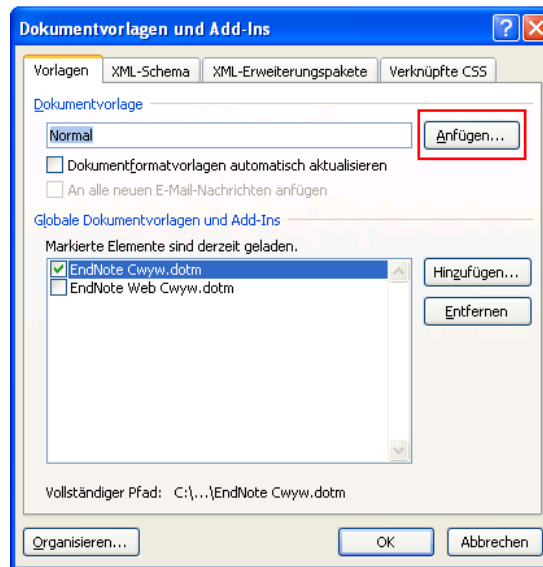 Dokumentvorlagen und Add-Ins
Vorlagen XML-Schema XML-Erweiterungspakete Verknüpfte CSS
Dokumentvorlage
Normal Anfügen...
Dokumentformatvorlagen automatisch aktualisieren
An alle neuen E-Mail-Nachrichten anfügen
Globale Dokumentvorlagen und Add-Ins
Markierte Elemente sind derzeit geladen.
EndNote Cwyw.dotm Hinzufügen...
EndNote Web Cwyw.dotm
Entfernen
Vollständiger Pfad: C:\...\EndNote Cwyw.dotm
Organisieren... OK Abbrechen